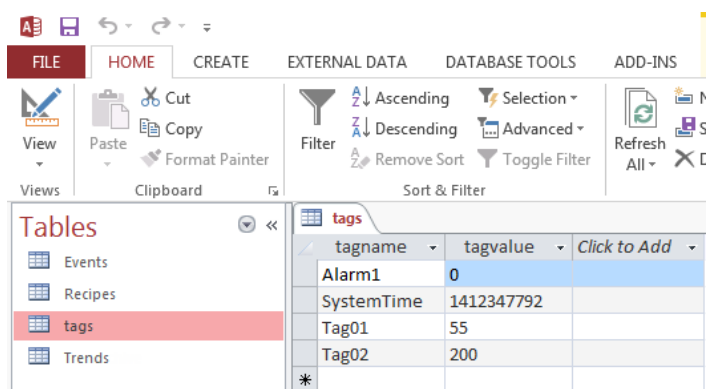 FILE HOME CREATE EXTERNAL DATA DATABASE TOOLS ADD-INS
View
Paste
Cut
Copy
Format Painter
Filter
Ascending
Descending
Remove Sort
Selection
Advanced
Toggle Filter
Refresh
All
N
S
D
Views Clipboard Sort & Filter
Tables
Events
Recipes
tags
Trends
tags
tagname tagvalue Click to Add
Alarm1 0
SystemTime 1412347792
Tag01 55
Tag02 200